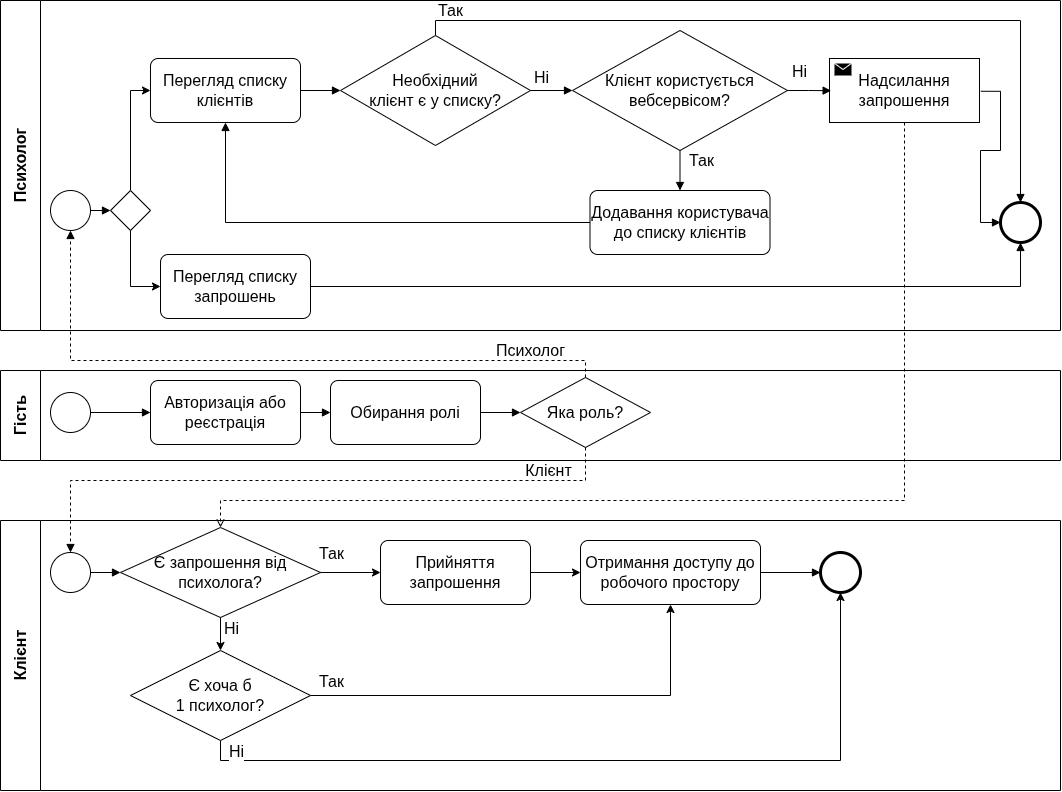 Психолог
Так
Перегляд списку
клієнтів
Необхідний
клієнт є у списку?
Ні
Клієнт користується
вебсервісом?
Ні
Надсилання
запрошення
Так
Додавання користувача
до списку клієнтів
Перегляд списку
запрошень
Психолог
Гість
Авторизація або
реєстрація
Обирання ролі
Яка роль?
Клієнт
Клієнт
Є запрошення від
психолога?
Так
Прийняття
запрошення
Отримання доступу до
робочого простору
Ні
Є хоча б
1 психолог?
Так
Ні